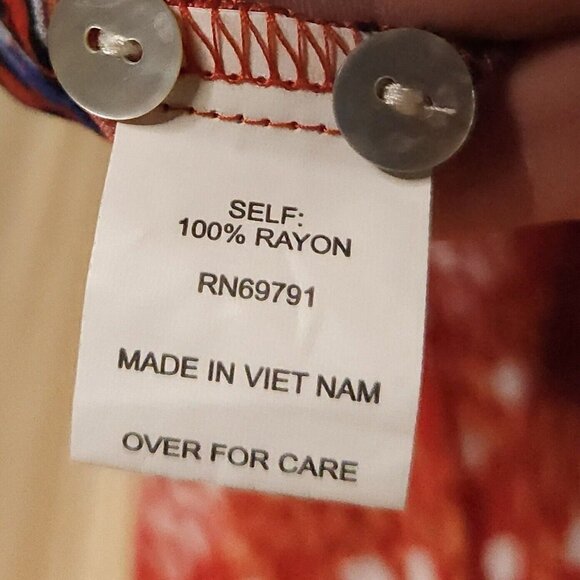 SELF:
100% RAYON
RN69791
MADE IN VIET NAM
OVER FOR CARE